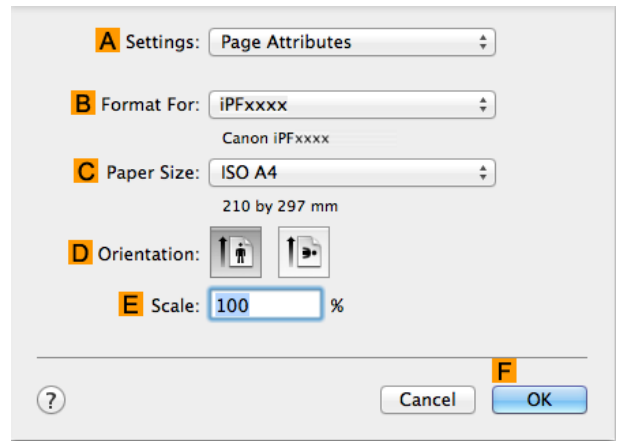 A Settings: Page Attributes
B Format For: iPFxxxx
Canon iPFxxxx
C Paper Size: ISO A4
210 by 297 mm
D Orientation:
E Scale: 100 %
F
? Cancel OK